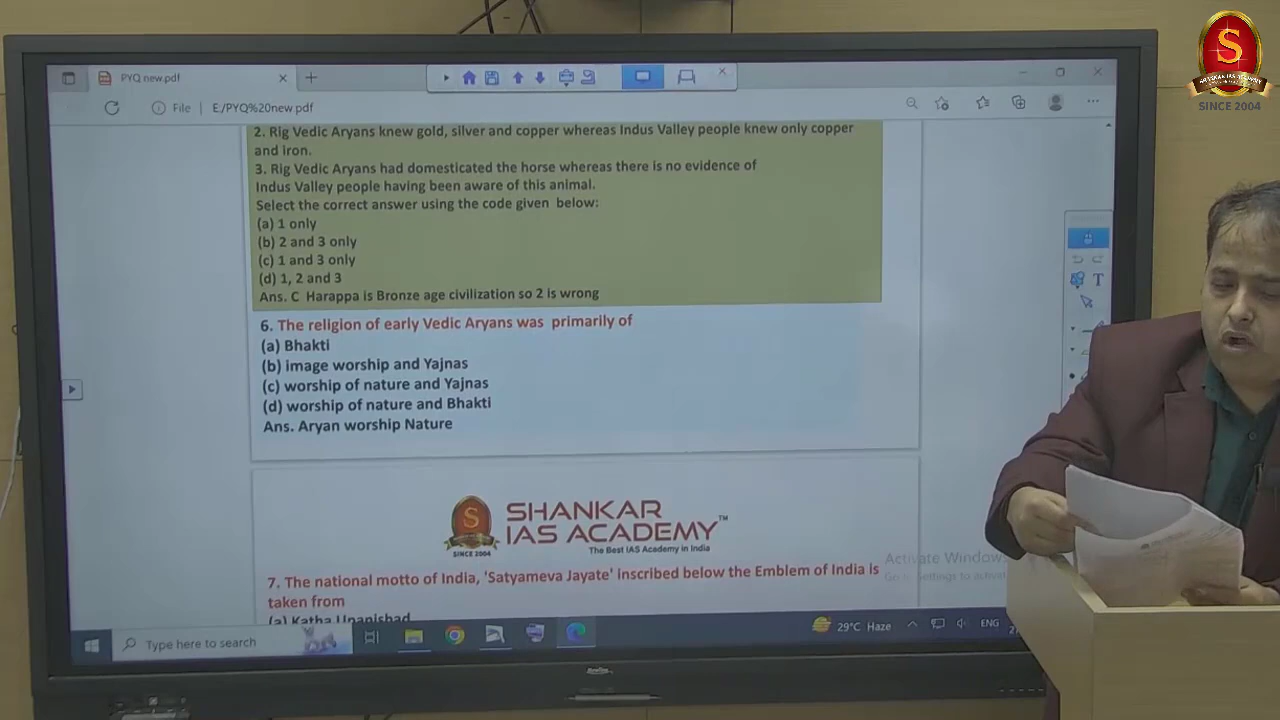 PYQ new.pdf
File
E:/PYQ%20new.pdf
2. Rig Vedic Aryans knew gold, silver and copper whereas Indus Valley people knew only copper
and iron.
3. Rig Vedic Aryans had domesticated the horse whereas there is no evidence of
Indus Valley people having been aware of this animal.
Select the correct answer using the code given below:
(a) 1 only
(b) 2 and 3 only
(c) 1 and 3 only
(d) 1, 2 and 3
Ans. C Harappa is Bronze age civilization so 2 is wrong
6. The religion of early Vedic Aryans was primarily of
(a) Bhakti
(b) image worship and Yajnas
(c) worship of nature and Yajnas
(d) worship of nature and Bhakti
Ans. Aryan worship Nature
S
SINCE 2004
SHANKAR
IAS ACADEMY™
The Best IAS Academy in India
7. The national motto of India, 'Satyameva Jayate' inscribed below the Emblem of India is
taken from
(a) Katha Upanishad
Activate Windows
Type here to search
29°C Haze
ENG
T
S
SINCE 2004